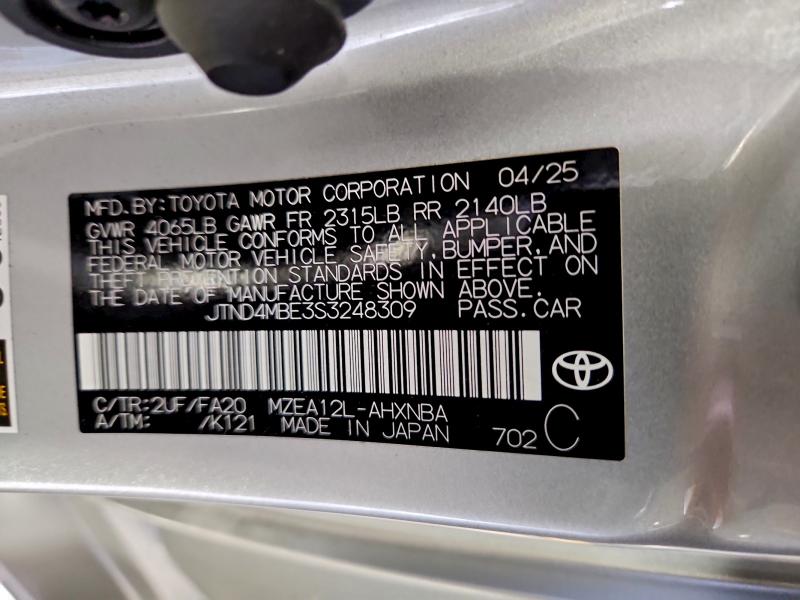 MFD.BY:TOYOTA MOTOR CORPORATION 04/25
GVWR 4065LB GAWR FR 2315LB RR 2140LB
THIS VEHICLE CONFORMS TO ALL APPLICABLE
FEDERAL MOTOR VEHICLE SAFETY, BUMPER, AND
THEFT PREVENTION STANDARDS IN EFFECT ON
THE DATE OF MANUFACTURE SHOWN ABOVE.
JTND4MBE3S3248309 PASS.CAR
C/TR:2UF/FA20 MZEA12L-AHXNBA
A/TM: /K121 MADE IN JAPAN 702 C